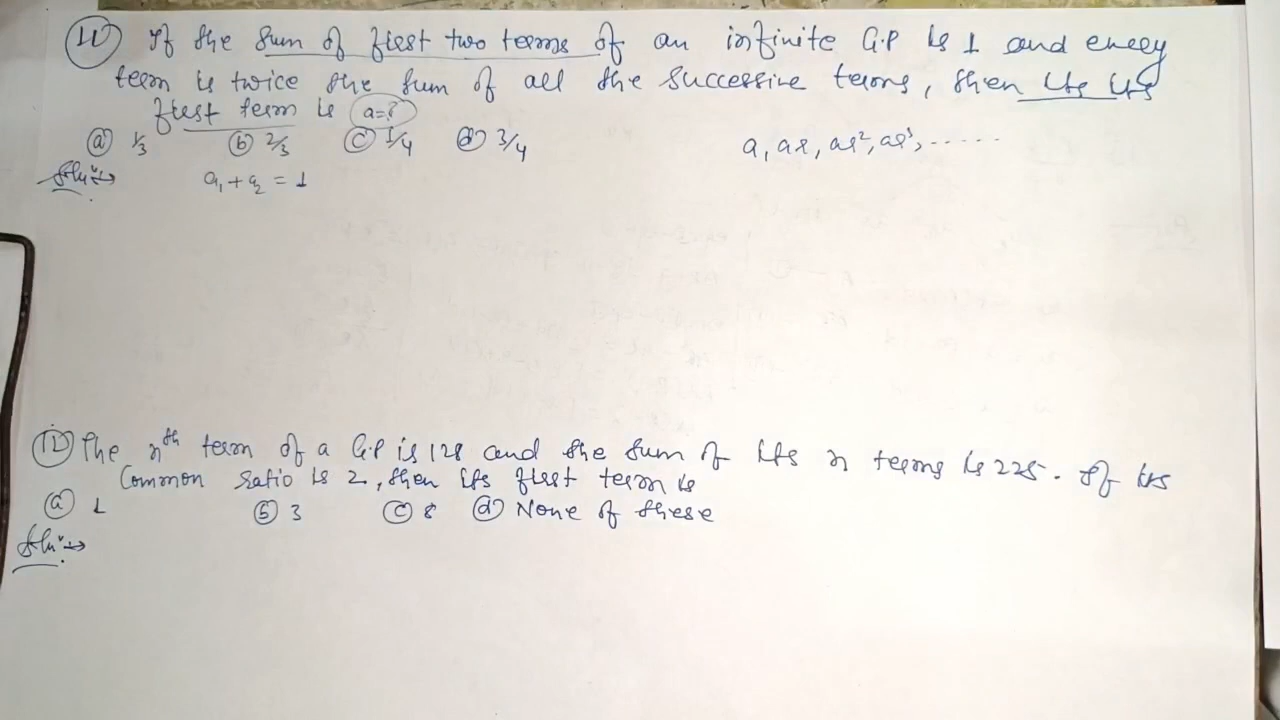 11 If the sum of first two terms of an infinite G.P is 1 and every
term is twice the sum of all the successive terms, then its its
first term is a=?
(a) 1/3 (b) 2/3 (c) 1/4 (d) 3/4
a, ar, ar², ar³, ......
Solⁿ:→ a₁ + a₂ = 1
12 The nth term of a G.P is 128 and the sum of its n terms is 225. If its
Common ratio is 2, then its first term is
(a) 1 (b) 3 (c) 8 (d) None of these
Solⁿ:→